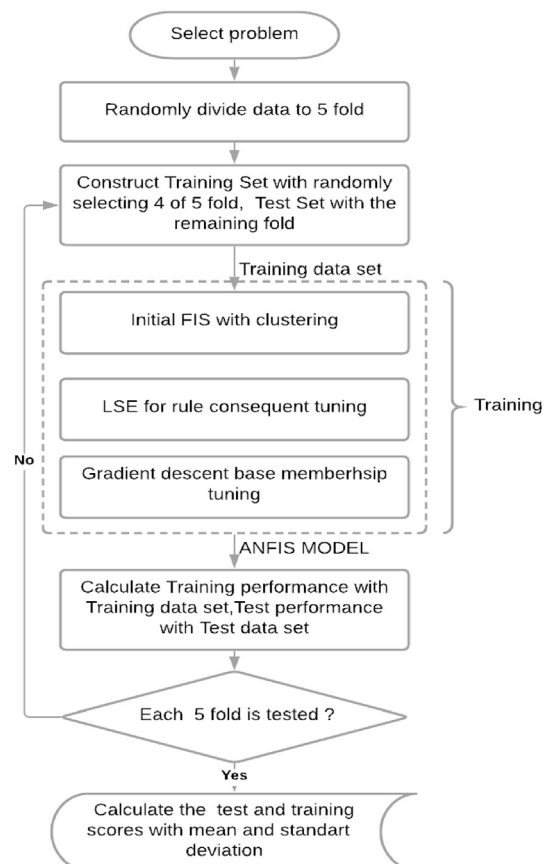 Select problem
Randomly divide data to 5 fold
Construct Training Set with randomly
selecting 4 of 5 fold, Test Set with the
remaining fold
Training data set
Initial FIS with clustering
LSE for rule consequent tuning
Training
No
Gradient descent base memberhsip
tuning
ANFIS MODEL
Calculate Training performance with
Training data set,Test performance
with Test data set
Each 5 fold is tested ?
Yes
Calculate the test and training
scores with mean and standart
deviation